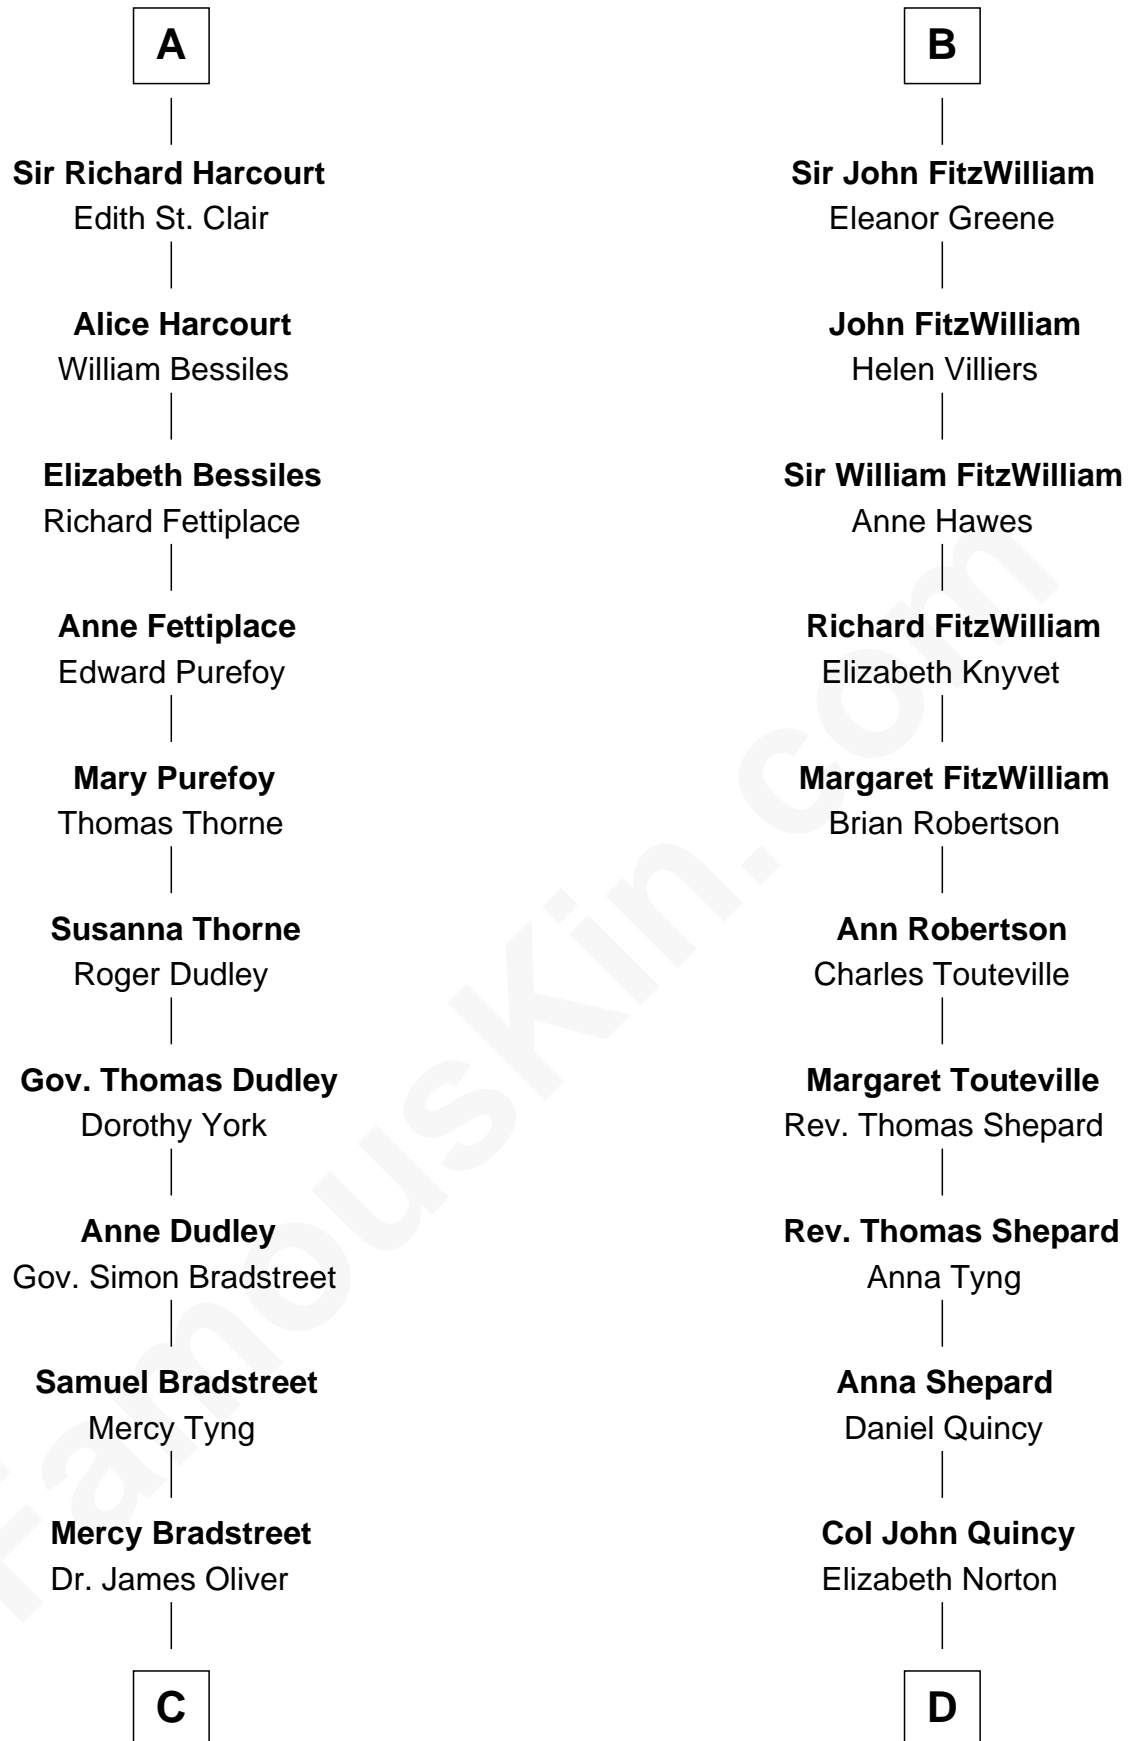 A
Sir Richard Harcourt
Edith St. Clair
Alice Harcourt
William Bessiles
Elizabeth Bessiles
Richard Fettiplace
Anne Fettiplace
Edward Purefoy
Mary Purefoy
Thomas Thorne
Susanna Thorne
Roger Dudley
Gov. Thomas Dudley
Dorothy York
Anne Dudley
Gov. Simon Bradstreet
Samuel Bradstreet
Mercy Tyng
Mercy Bradstreet
Dr. James Oliver
C
B
Sir John FitzWilliam
Eleanor Greene
John FitzWilliam
Helen Villiers
Sir William FitzWilliam
Anne Hawes
Richard FitzWilliam
Elizabeth Knyvet
Margaret FitzWilliam
Brian Robertson
Ann Robertson
Charles Touteville
Margaret Touteville
Rev. Thomas Shepard
Rev. Thomas Shepard
Anna Tyng
Anna Shepard
Daniel Quincy
Col John Quincy
Elizabeth Norton
D
FamousKin.com